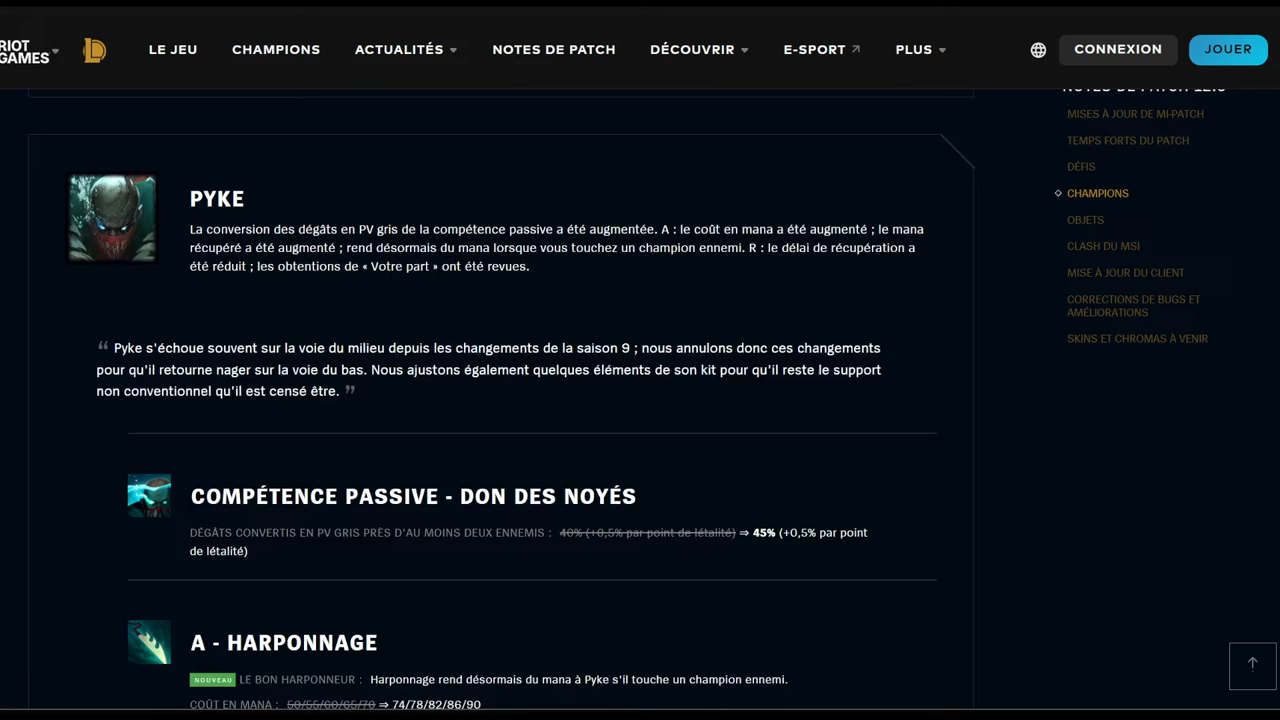 RIOT
GAMES
LE JEU
CHAMPIONS
ACTUALITÉS
NOTES DE PATCH
DÉCOUVRIR
E-SPORT
PLUS
CONNEXION
JOUER
MISES À JOUR DE MI-PATCH
TEMPS FORTS DU PATCH
DÉFIS
CHAMPIONS
OBJETS
CLASH DU MSI
MISE À JOUR DU CLIENT
CORRECTIONS DE BUGS ET
AMÉLIORATIONS
SKINS ET CHROMAS À VENIR
PYKE
La conversion des dégâts en PV gris de la compétence passive a été augmentée. A : le coût en mana a été augmenté ; le mana
récupéré a été augmenté ; rend désormais du mana lorsque vous touchez un champion ennemi. R : le délai de récupération a
été réduit ; les obtentions de « Votre part » ont été revues.
“ Pyke s'échoue souvent sur la voie du milieu depuis les changements de la saison 9 ; nous annulons donc ces changements
pour qu'il retourne nager sur la voie du bas. Nous ajustons également quelques éléments de son kit pour qu'il reste le support
non conventionnel qu'il est censé être. ”
COMPÉTENCE PASSIVE - DON DES NOYÉS
DÉGÂTS CONVERTIS EN PV GRIS PRÈS D'AU MOINS DEUX ENNEMIS : 40% (+0,5% par point de létalité) ⇒ 45% (+0,5% par point
de létalité)
A - HARPONNAGE
NOUVEAU LE BON HARPONNEUR : Harponnage rend désormais du mana à Pyke s'il touche un champion ennemi.
COÛT EN MANA : 50/55/60/65/70 ⇒ 74/78/82/86/90